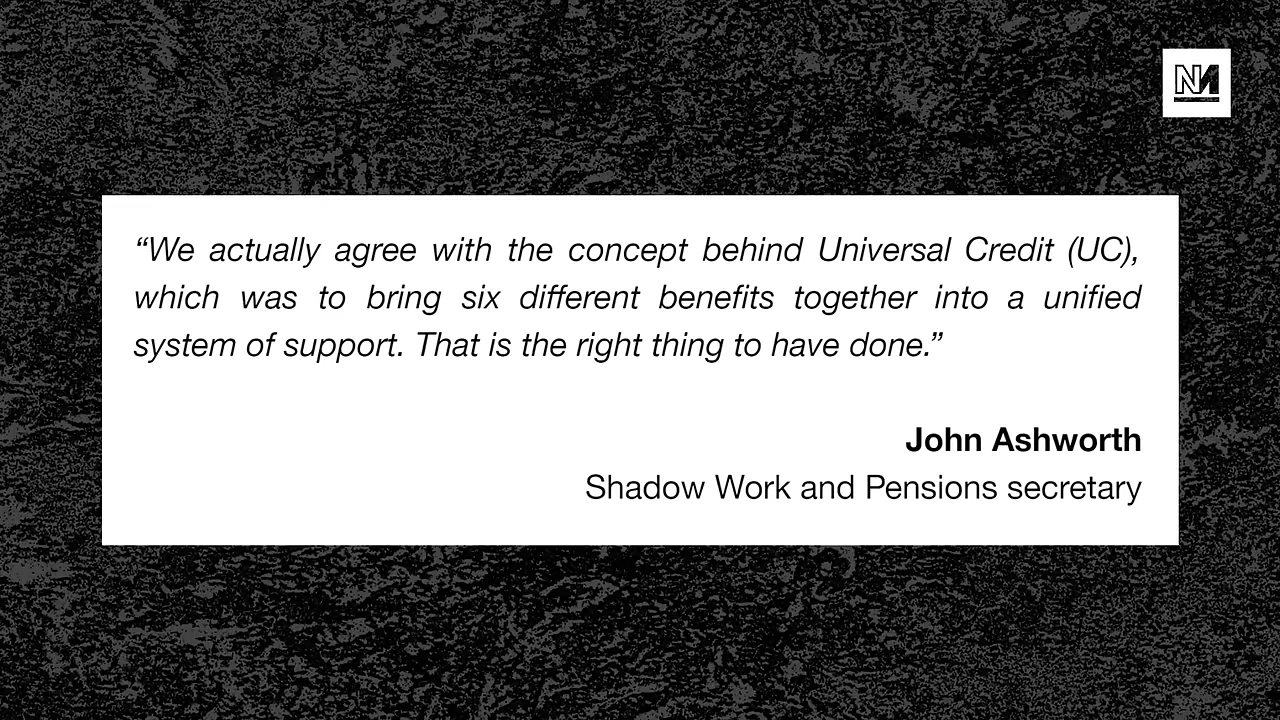 NM
“We actually agree with the concept behind Universal Credit (UC),
which was to bring six different benefits together into a unified
system of support. That is the right thing to have done.”
John Ashworth
Shadow Work and Pensions secretary